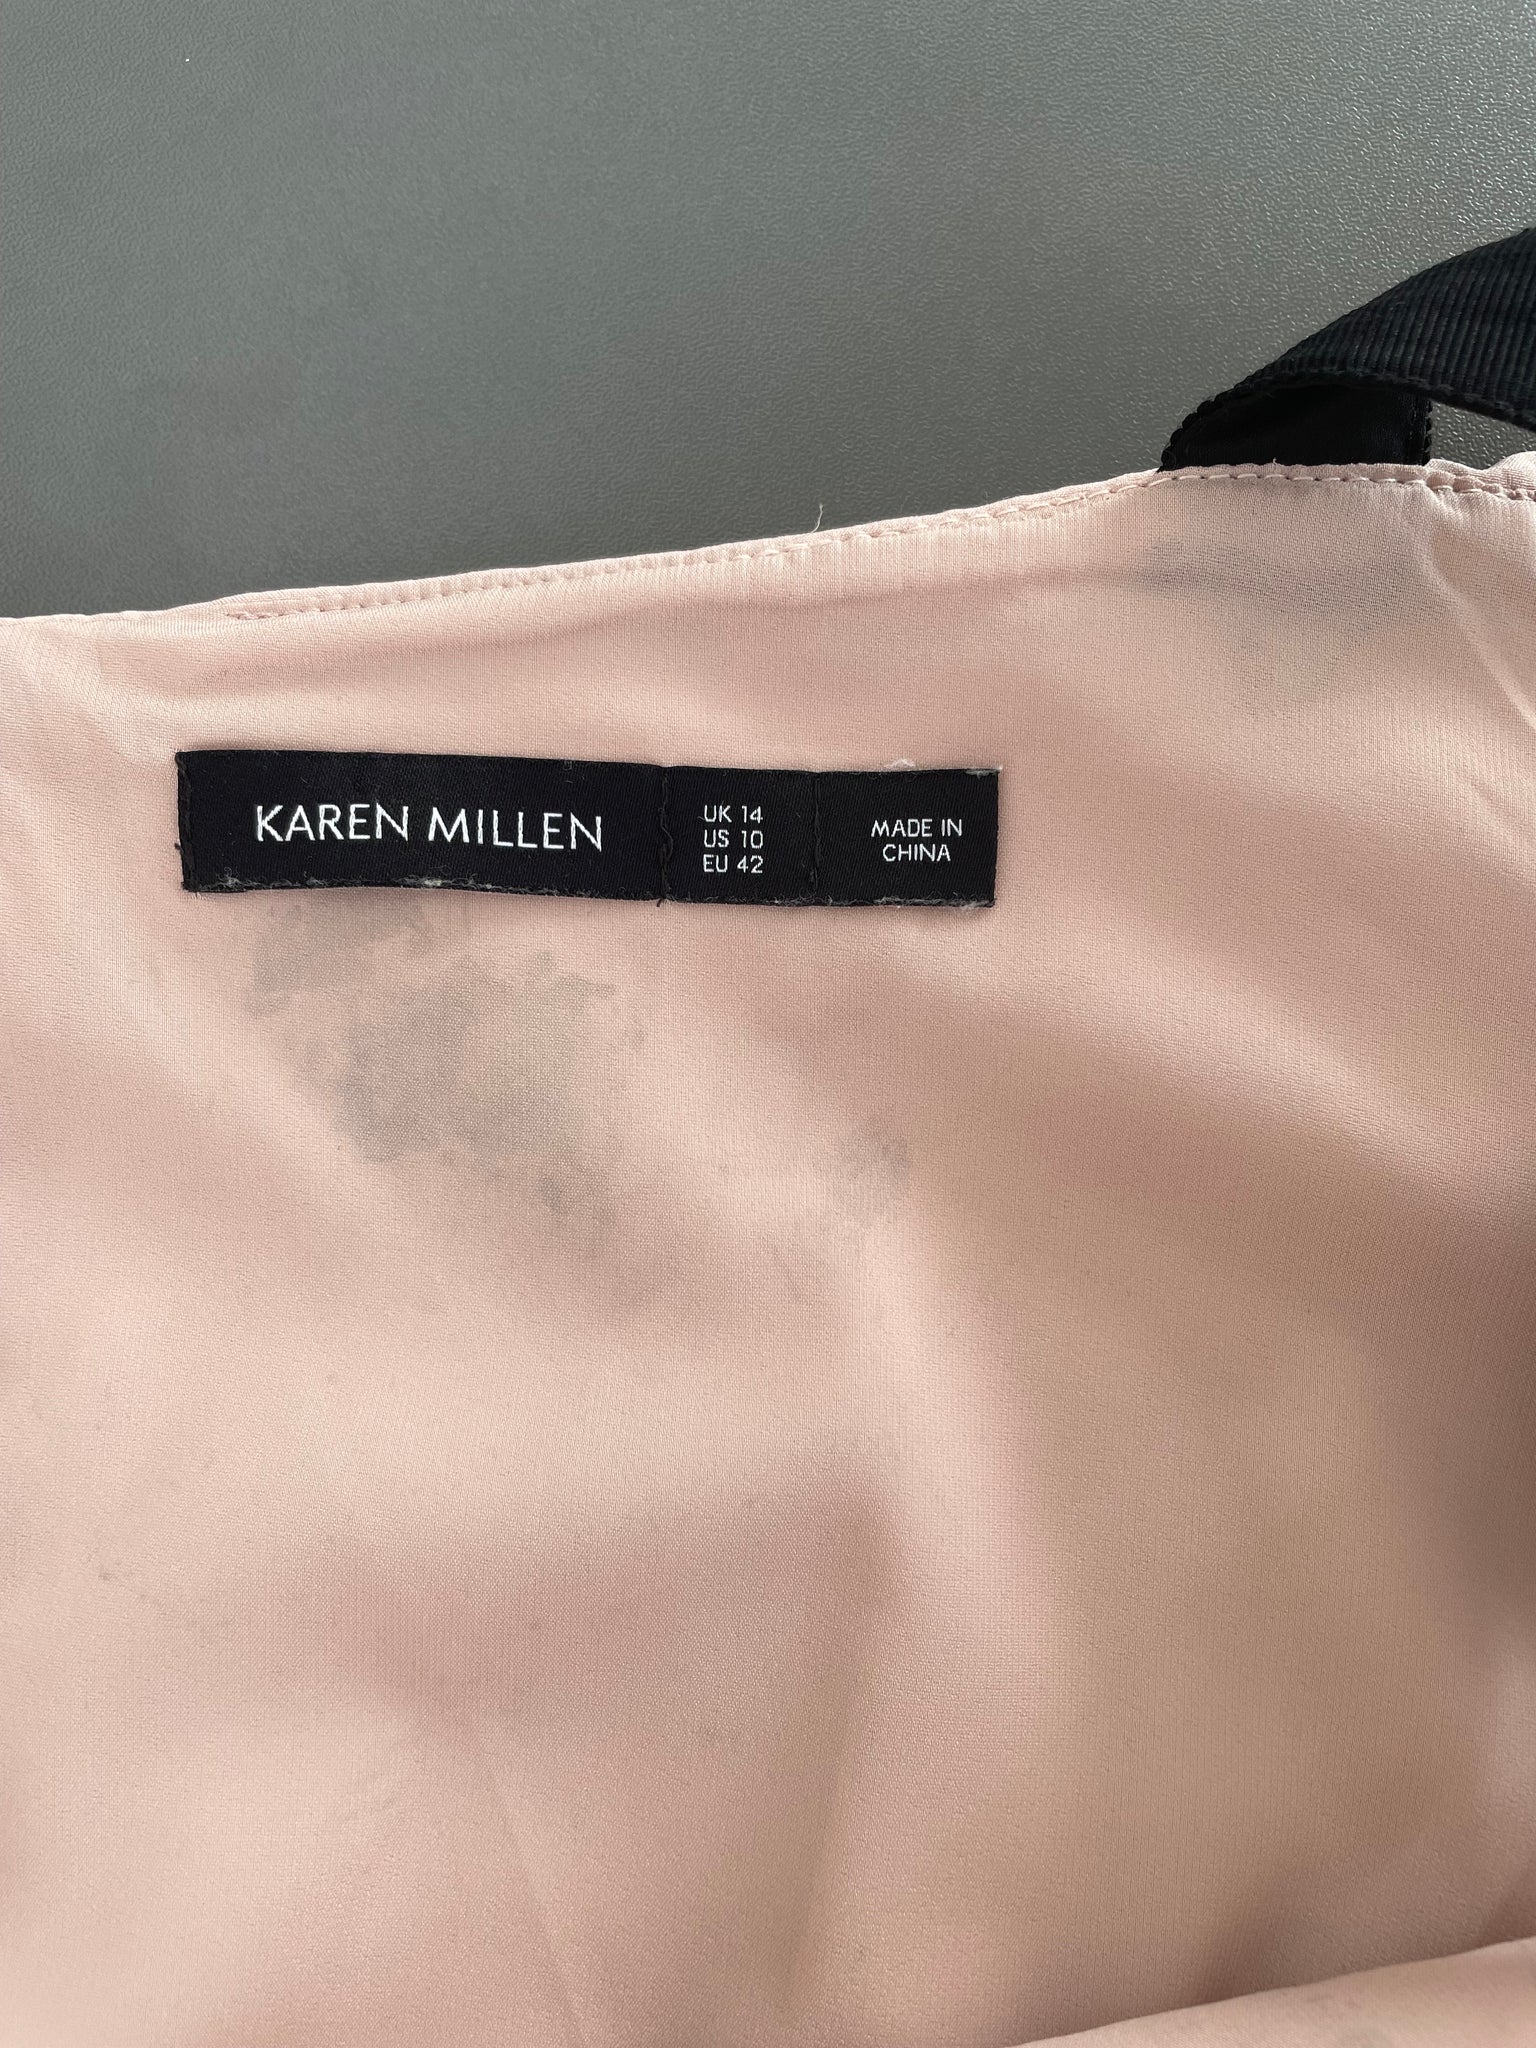 KAREN MILLEN
UK 14
US 10
EU 42
MADE IN
CHINA